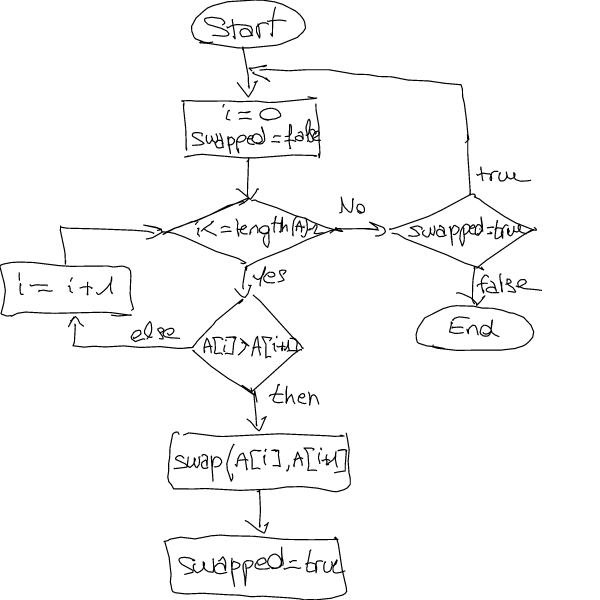 Start
i=0
swapped=false
true
i<=length(A)-2
No
swapped=true
yes
i=i+1
false
else
A[i]>A[i+1]
End
then
swap(A[i],A[i+1]
swapped=true